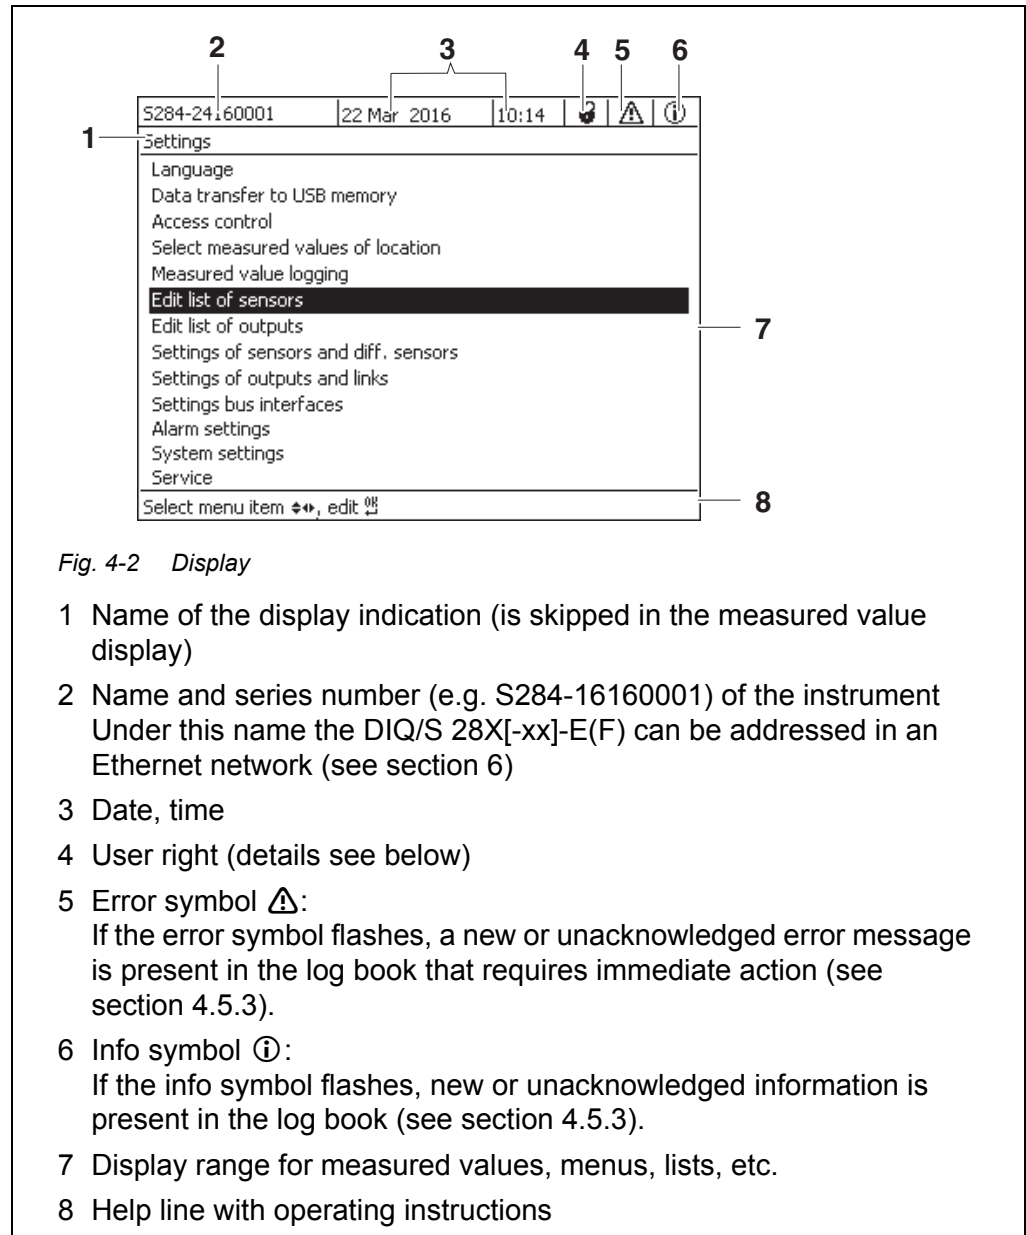 2 3 4 5 6
S284-24160001 22 Mar 2016 10:14
1 Settings
Language
Data transfer to USB memory
Access control
Select measured values of location
Measured value logging
Edit list of sensors
Edit list of outputs
7
Settings of sensors and diff. sensors
Settings of outputs and links
Settings bus interfaces
Alarm settings
System settings
Service
Select menu item, edit OK
8
Fig. 4-2 Display
1 Name of the display indication (is skipped in the measured value
display)
2 Name and series number (e.g. S284-16160001) of the instrument
Under this name the DIQ/S 28X[-xx]-E(F) can be addressed in an
Ethernet network (see section 6)
3 Date, time
4 User right (details see below)
5 Error symbol ⚠:
If the error symbol flashes, a new or unacknowledged error message
is present in the log book that requires immediate action (see
section 4.5.3).
6 Info symbol ⓘ:
If the info symbol flashes, new or unacknowledged information is
present in the log book (see section 4.5.3).
7 Display range for measured values, menus, lists, etc.
8 Help line with operating instructions